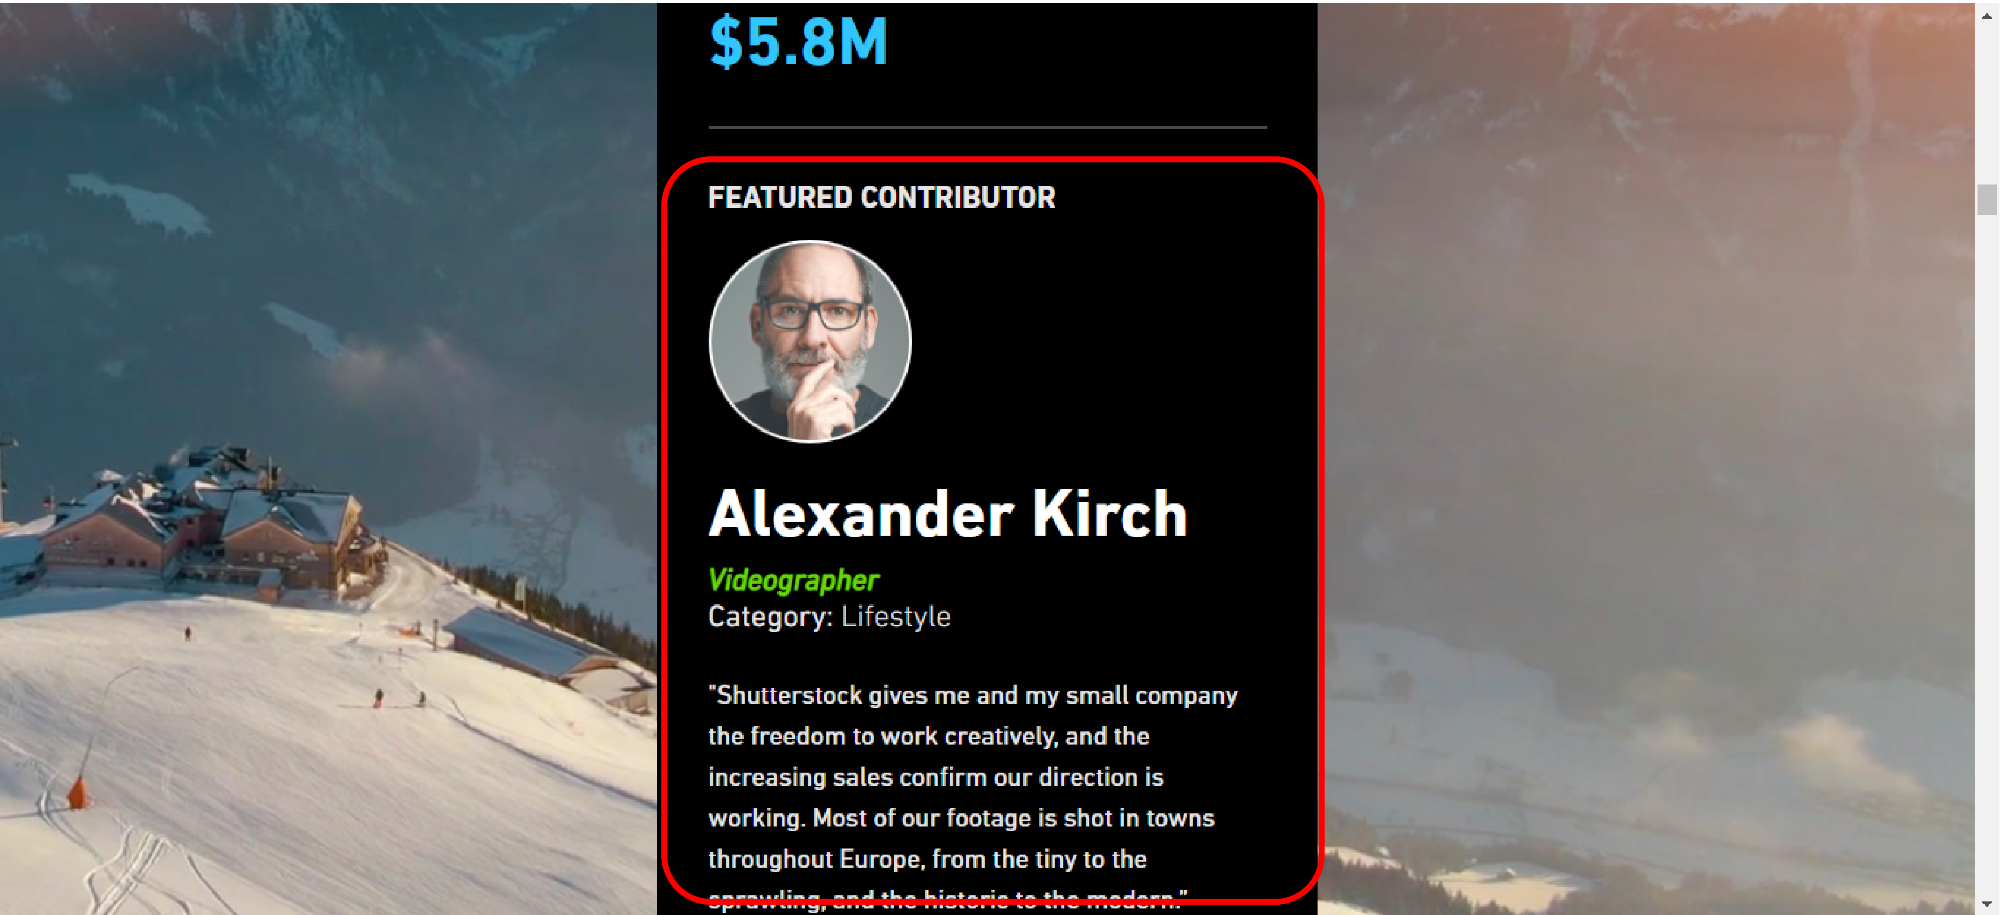 $5.8M
FEATURED CONTRIBUTOR
Alexander Kirch
Videographer
Category: Lifestyle
"Shutterstock gives me and my small company
the freedom to work creatively, and the
increasing sales confirm our direction is
working. Most of our footage is shot in towns
throughout Europe, from the tiny to the
sprawling, and the historic to the modern."